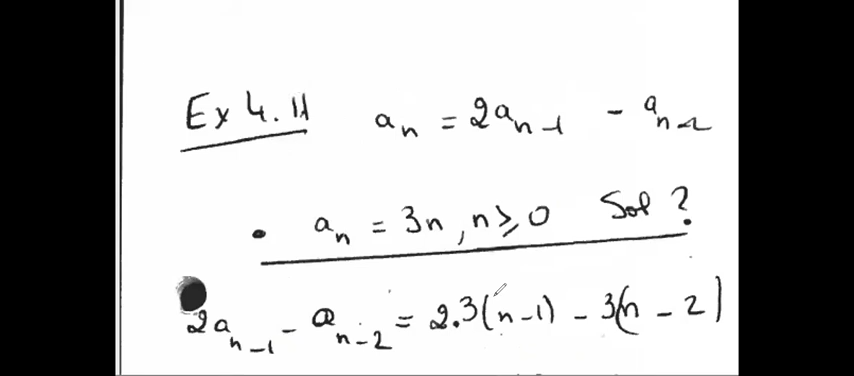 Ex 4.11 aₙ = 2aₙ₋₁ - aₙ₋₂
• aₙ = 3n, n ≥ 0 Sol ?
2aₙ₋₁ - aₙ₋₂ = 2.3(n-1) - 3(n-2)